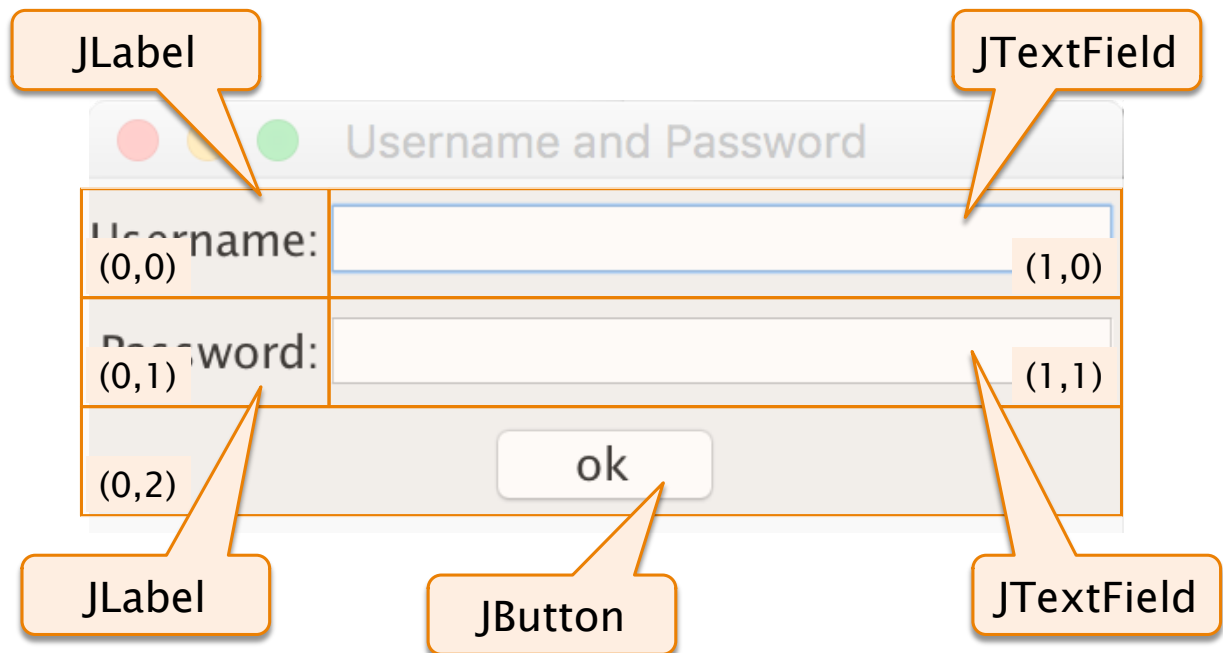 JLabel
JTextField
Username and Password
Username:
(0,0)
(1,0)
Password:
(0,1)
(1,1)
ok
(0,2)
JLabel
JButton
JTextField